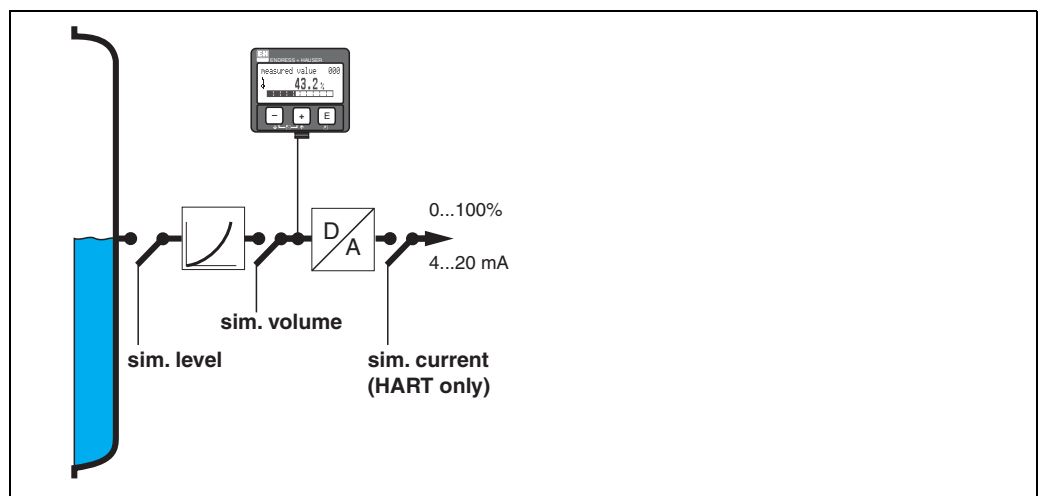 E+H
ENDRESS + HAUSER
measured value 000
43.2 %
– + E
D
A
0...100%
4...20 mA
sim. volume
sim. level
sim. current
(HART only)